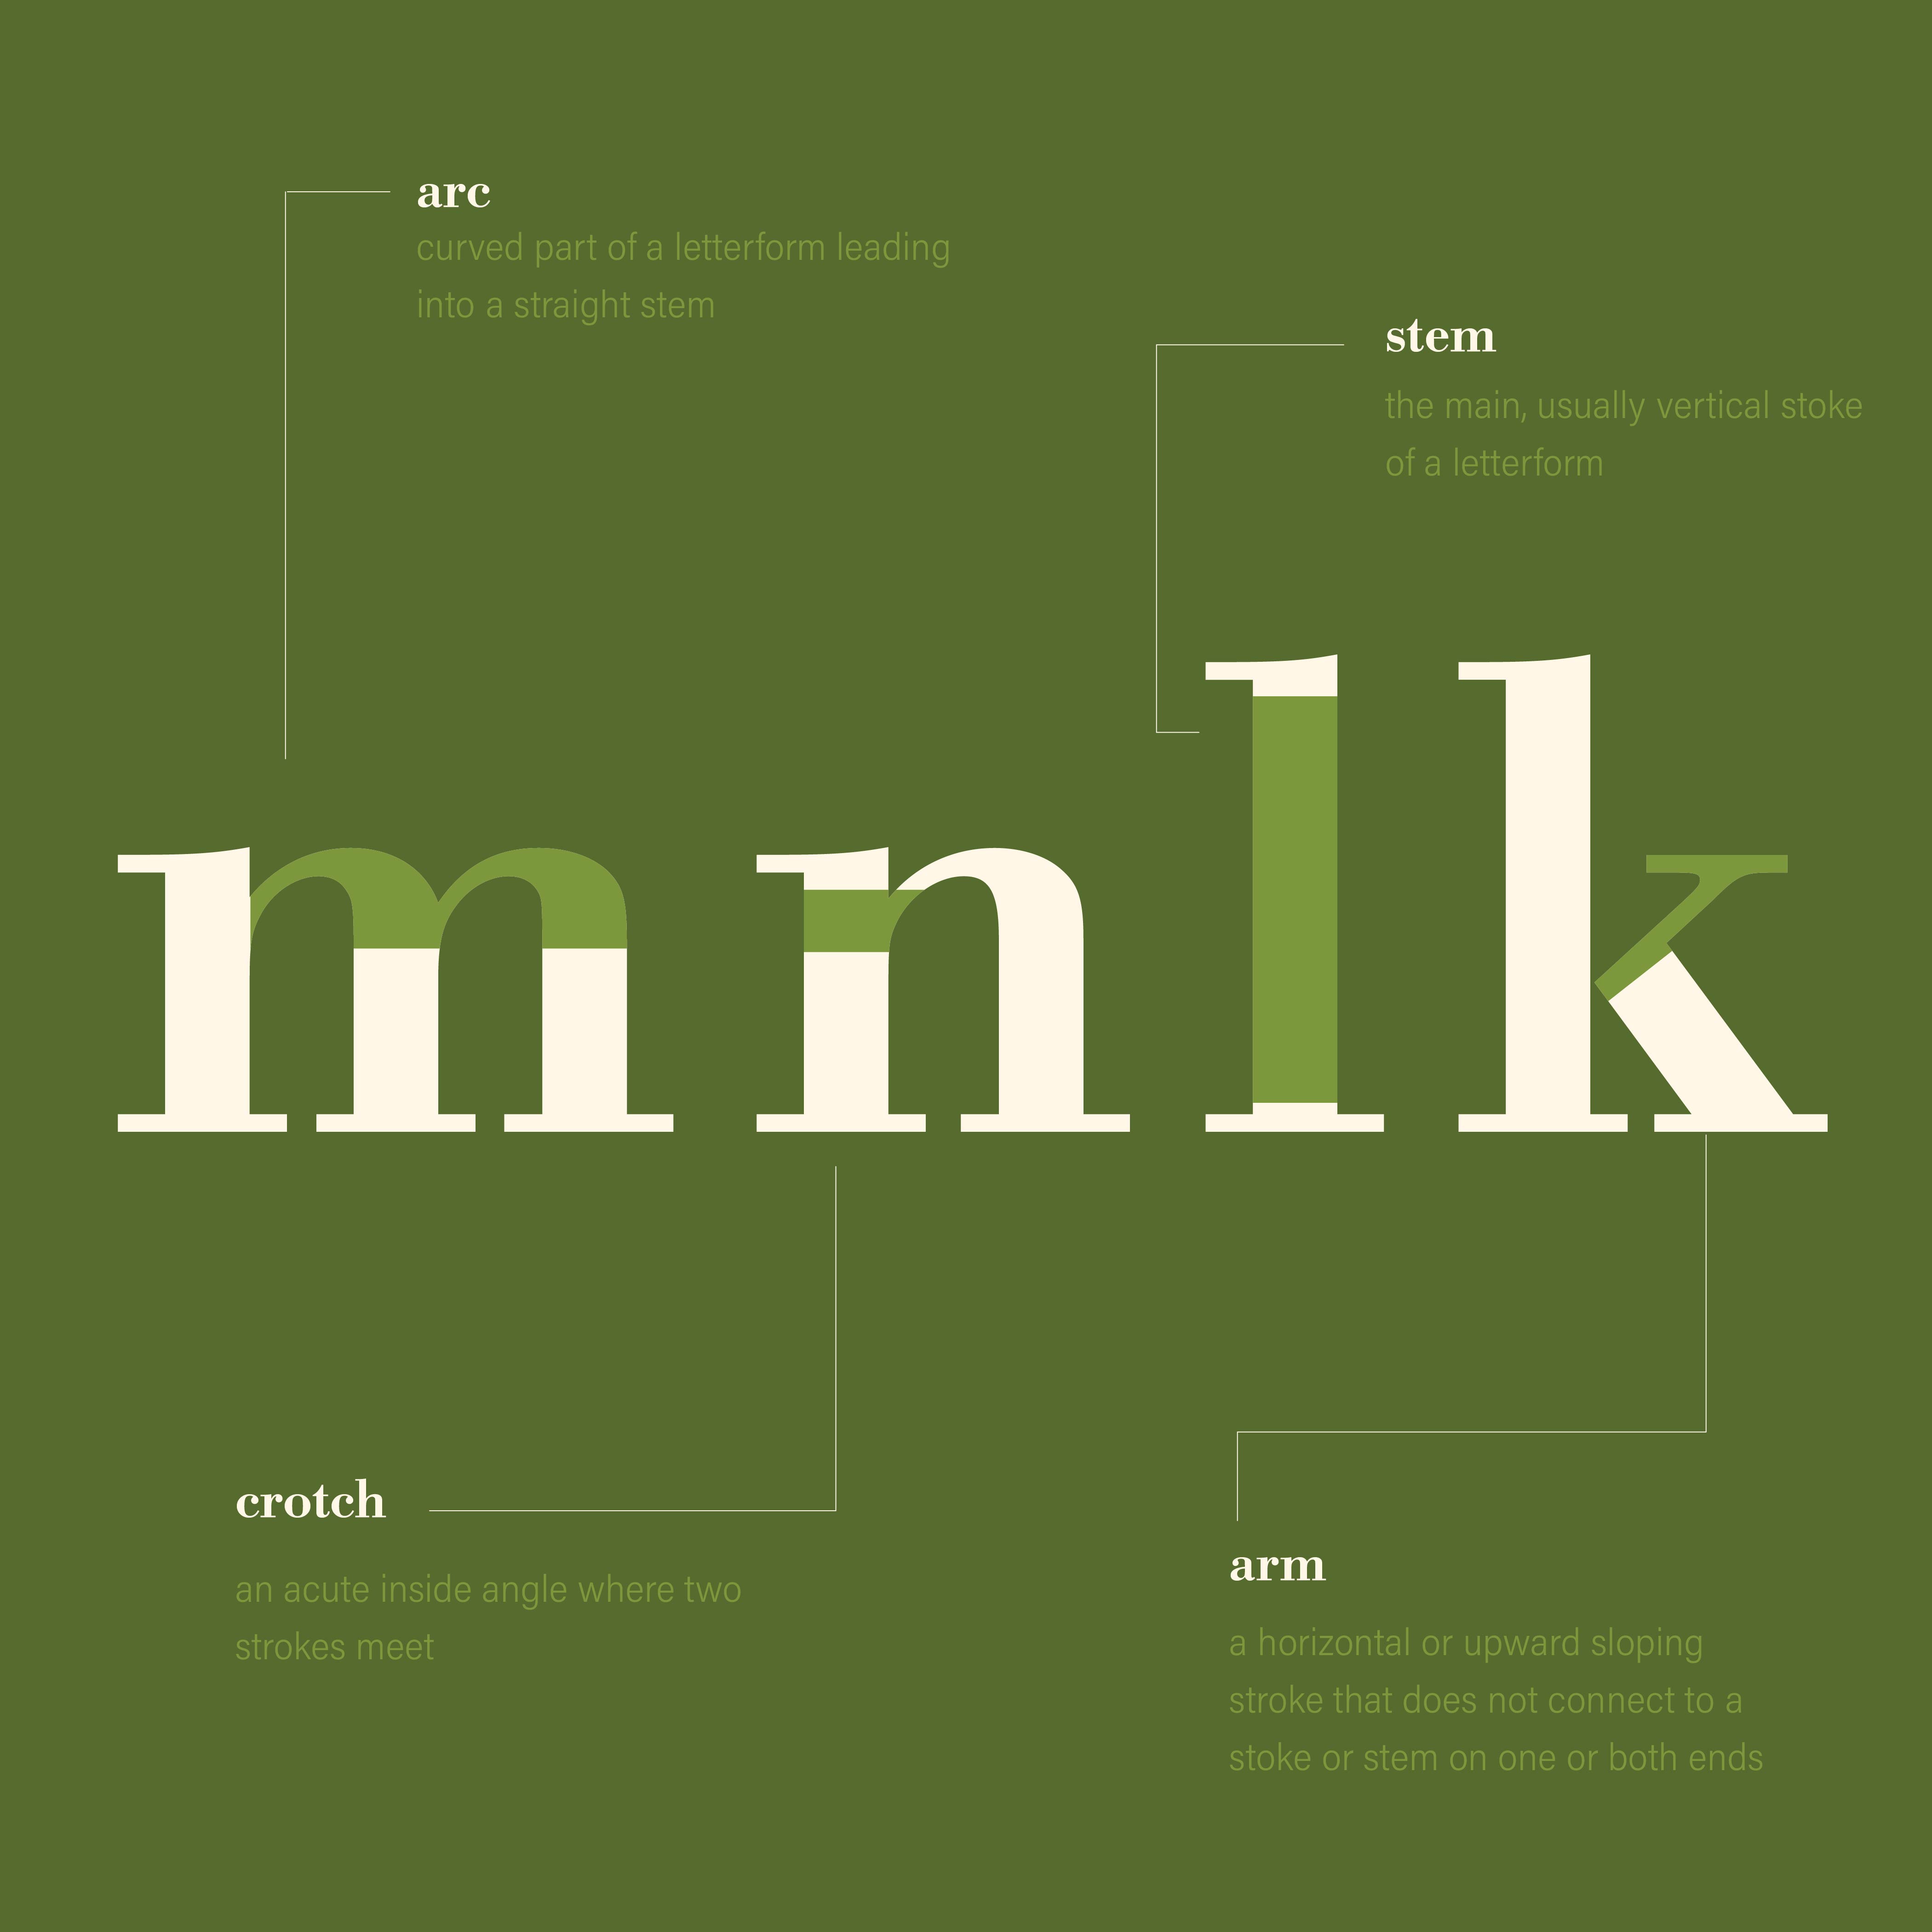 arc
curved part of a letterform leading
into a straight stem
stem
the main, usually vertical stoke
of a letterform
m n l k
crotch
an acute inside angle where two
strokes meet
arm
a horizontal or upward sloping
stroke that does not connect to a
stoke or stem on one or both ends